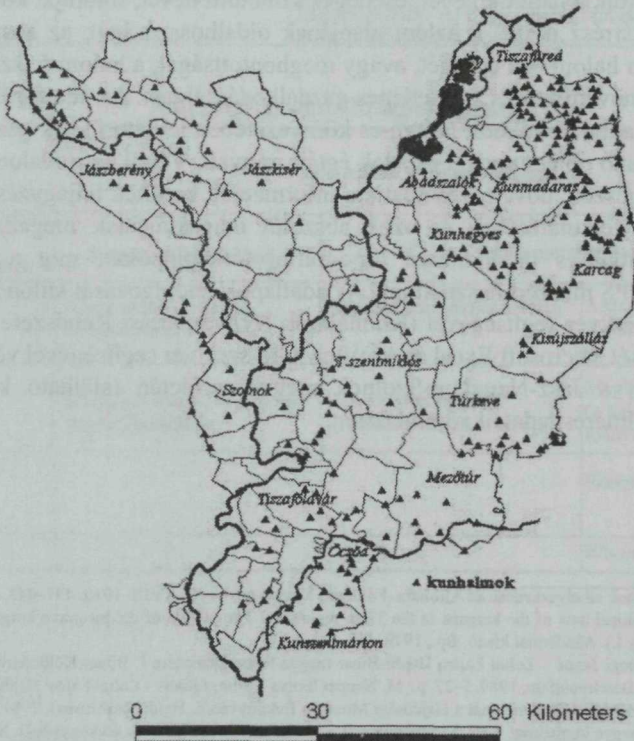 Tiszafüred
Jászberény
Jászkisér
Abádszalók
Kunmadaras
Kunhegyes
Karcag
Kisújszállás
T.szentmiklós
Szolnok
Túrkeve
Mezőtúr
Tiszaföldvár
Öcsöd
kunhalmok
Kunszentmárton
0 30 60 Kilometers